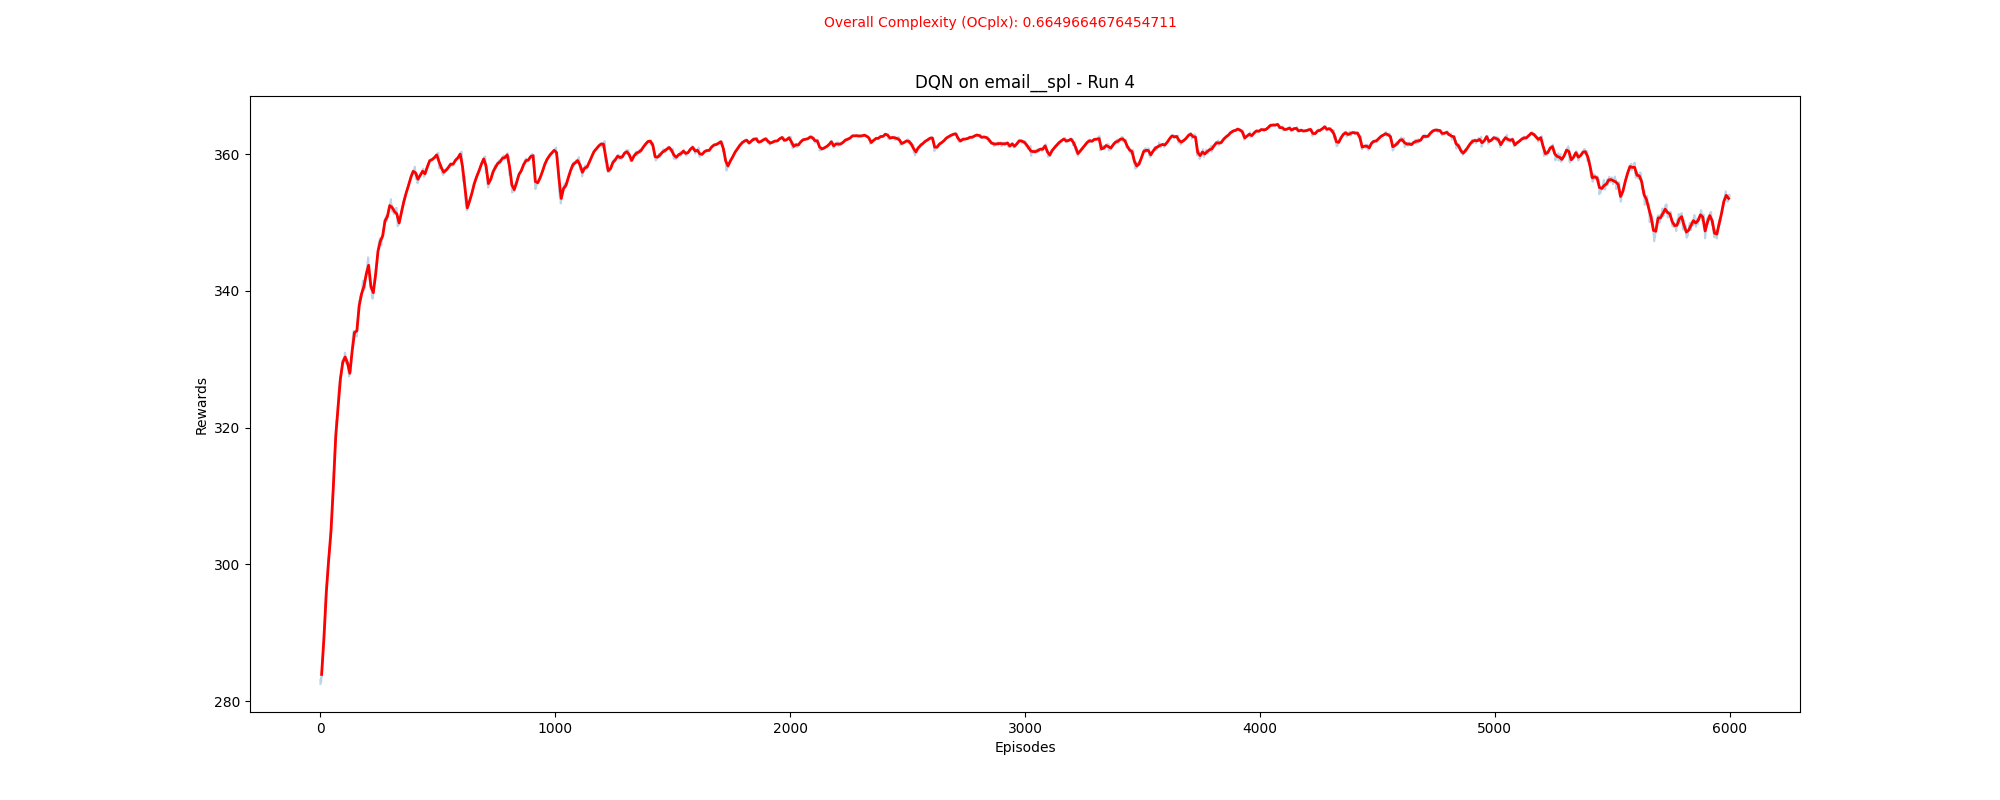 Overall Complexity (OCplx): 0.6649664676454711
DQN on email__spl - Run 4
Rewards
360
340
320
300
280
0 1000 2000 3000 4000 5000 6000
Episodes